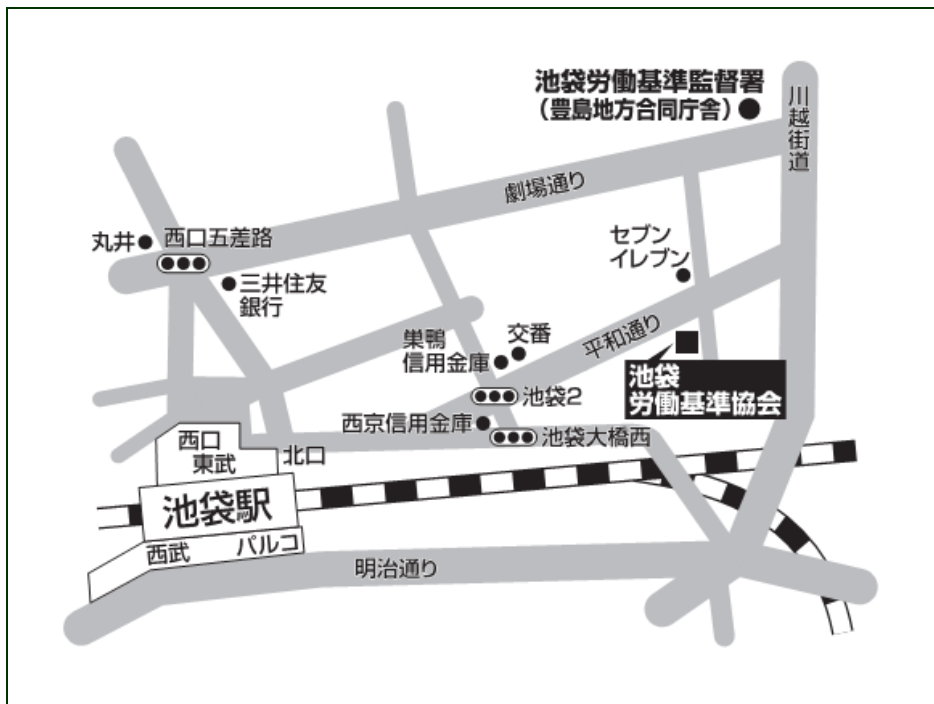 池袋労働基準監督署
（豊島地方合同庁舎）
川越街道
劇場通り
丸井
西口五差路
セブン
イレブン
三井住友
銀行
平和通り
交番
巣鴨
信用金庫
池袋
労働基準協会
池袋2
西京信用金庫
池袋大橋西
西口
東武
北口
池袋駅
西武
パルコ
明治通り